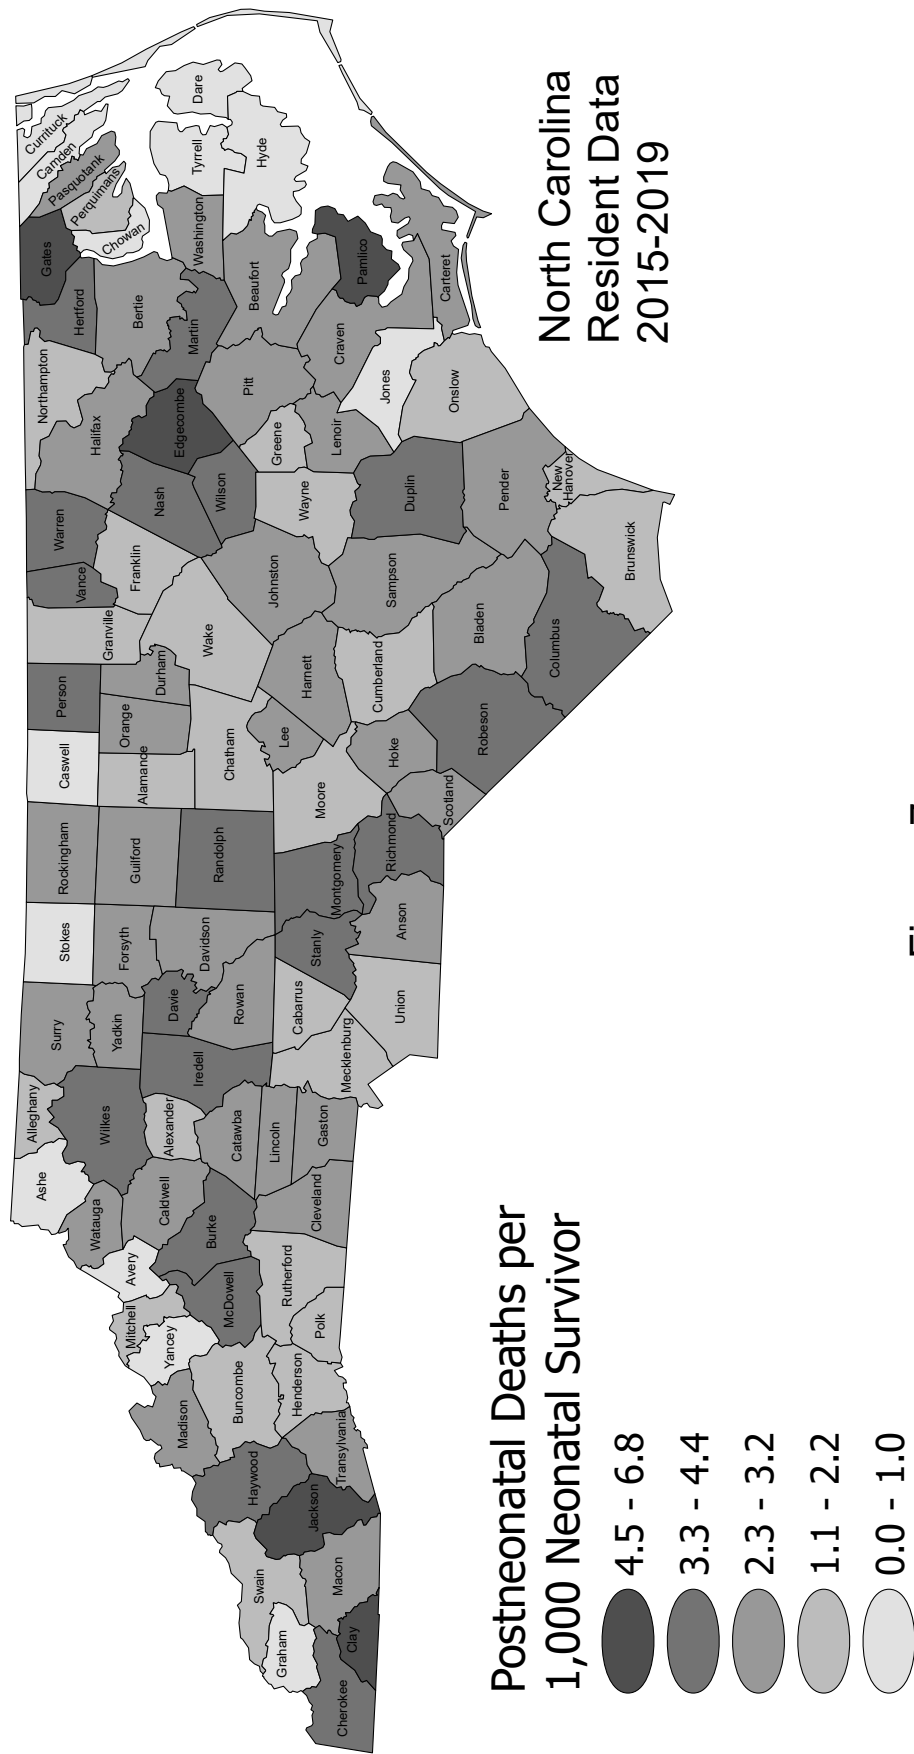 Cherokee
Graham
Clay
Swain
Macon
Jackson
Haywood
Transylvania
Madison
Buncombe
Henderson
Yancey
Mitchell
Avery
McDowell
Rutherford
Polk
Ashe
Watauga
Caldwell
Burke
Cleveland
Alleghany
Wilkes
Alexander
Catawba
Lincoln
Gaston
Surry
Yadkin
Iredell
Davie
Rowan
Mecklenburg
Cabarrus
Union
Stokes
Forsyth
Davidson
Stanly
Anson
Rockingham
Guilford
Randolph
Montgomery
Richmond
Caswell
Alamance
Orange
Chatham
Moore
Scotland
Hoke
Lee
Person
Durham
Granville
Wake
Harnett
Cumberland
Robeson
Vance
Warren
Franklin
Johnston
Sampson
Bladen
Columbus
Brunswick
Halifax
Northampton
Nash
Wilson
Wayne
Duplin
Pender
New
Hanover
Edgecombe
Greene
Lenoir
Pitt
Jones
Onslow
Hertford
Bertie
Martin
Craven
Carteret
Gates
Chowan
Perquimans
Pasquotank
Camden
Currituck
Washington
Beaufort
Pamlico
Tyrrell
Hyde
Dare
Postneonatal Deaths per
1,000 Neonatal Survivor
4.5 - 6.8
3.3 - 4.4
2.3 - 3.2
1.1 - 2.2
0.0 - 1.0
North Carolina
Resident Data
2015-2019